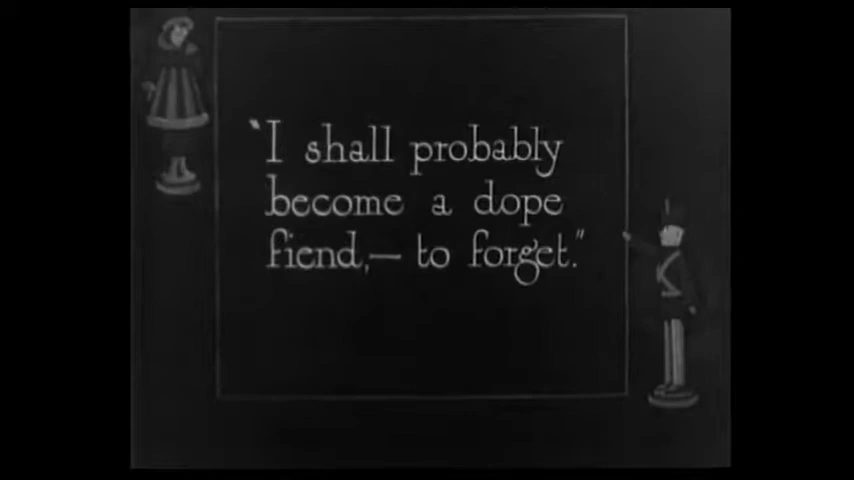 "I shall probably
become a dope
fiend,— to forget."